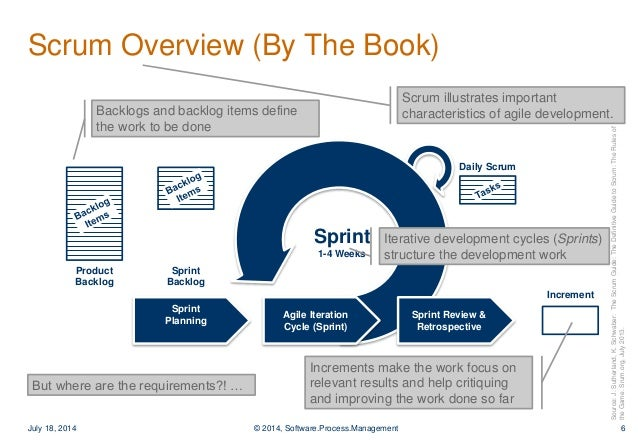 Scrum Overview (By The Book)
Scrum illustrates important
characteristics of agile development.
Backlogs and backlog items define
the work to be done
Backlog
Items
Backlog
Items
Daily Scrum
Tasks
Sprint
1-4 Weeks
Iterative development cycles (Sprints)
structure the development work
Product
Backlog
Sprint
Backlog
Increment
Sprint
Planning
Agile Iteration
Cycle (Sprint)
Sprint Review &
Retrospective
Increments make the work focus on
relevant results and help critiquing
and improving the work done so far
But where are the requirements?! …
Source J. Sutherland, K. Schwaber: The Scrum Guide. The Definitive Guide to Scrum: The Rules of
the Game. Scrum.org, July 2013.
July 18, 2014
© 2014, Software.Process.Management
6